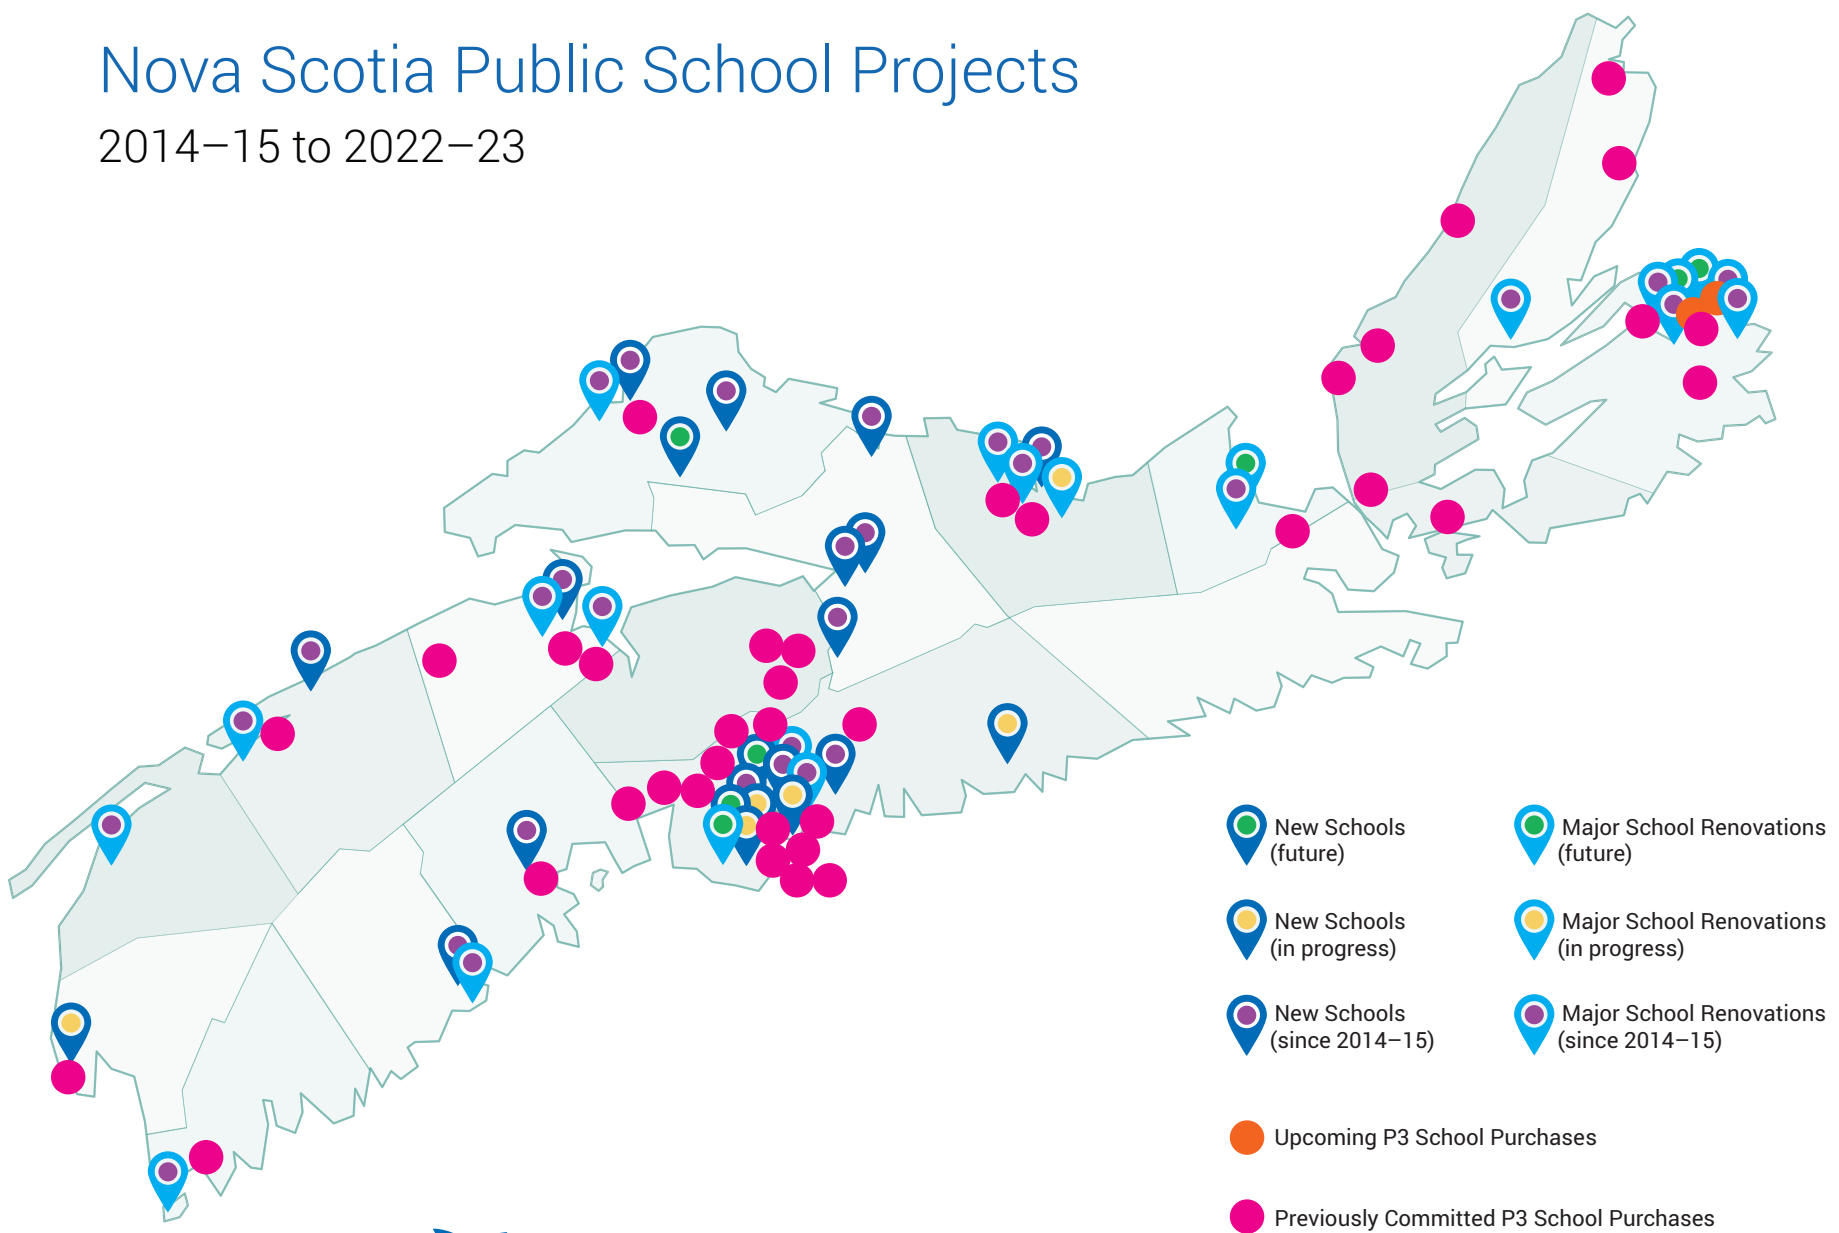 Nova Scotia Public School Projects
2014–15 to 2022–23
New Schools
(future)
Major School Renovations
(future)
New Schools
(in progress)
Major School Renovations
(in progress)
New Schools
(since 2014–15)
Major School Renovations
(since 2014–15)
Upcoming P3 School Purchases
Previously Committed P3 School Purchases